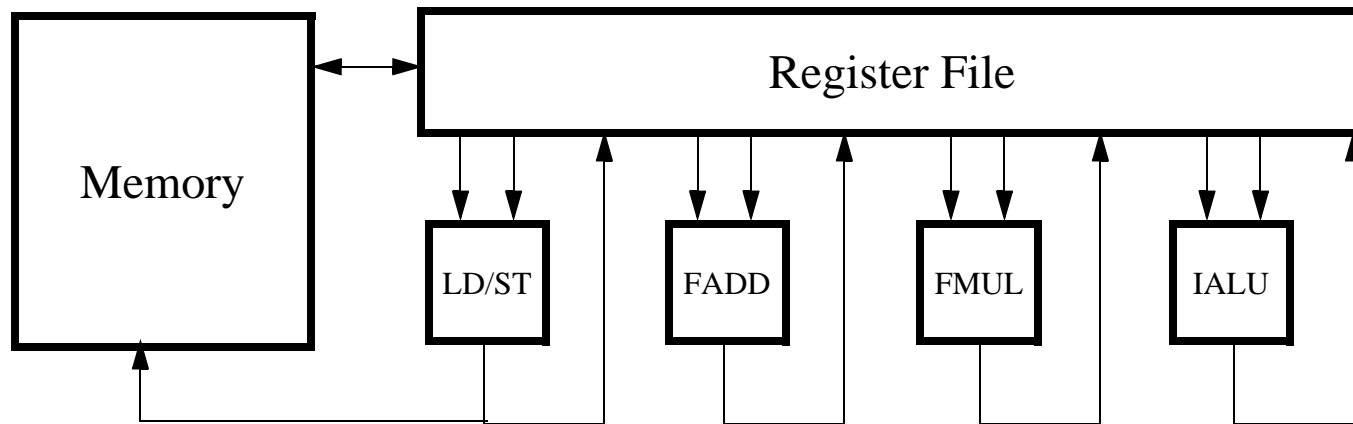 Register File
Memory
LD/ST
FADD
FMUL
IALU